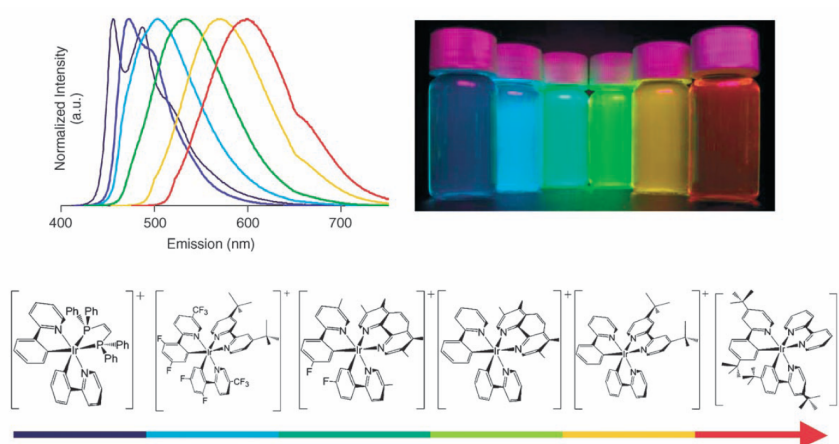 Normalized Intensity
(a.u.)
400 500 600 700
Emission (nm)
+ + + + +
Ph
Ph
N
P
Ir
P
Ph
Ph
N
CF3
N
N
F
Ir
N
F
N
F
F
CF3
N
N
Ir
N
F
N
F
N
N
Ir
N
N
N
N
Ir
N
N
N
N
Ir
N
N